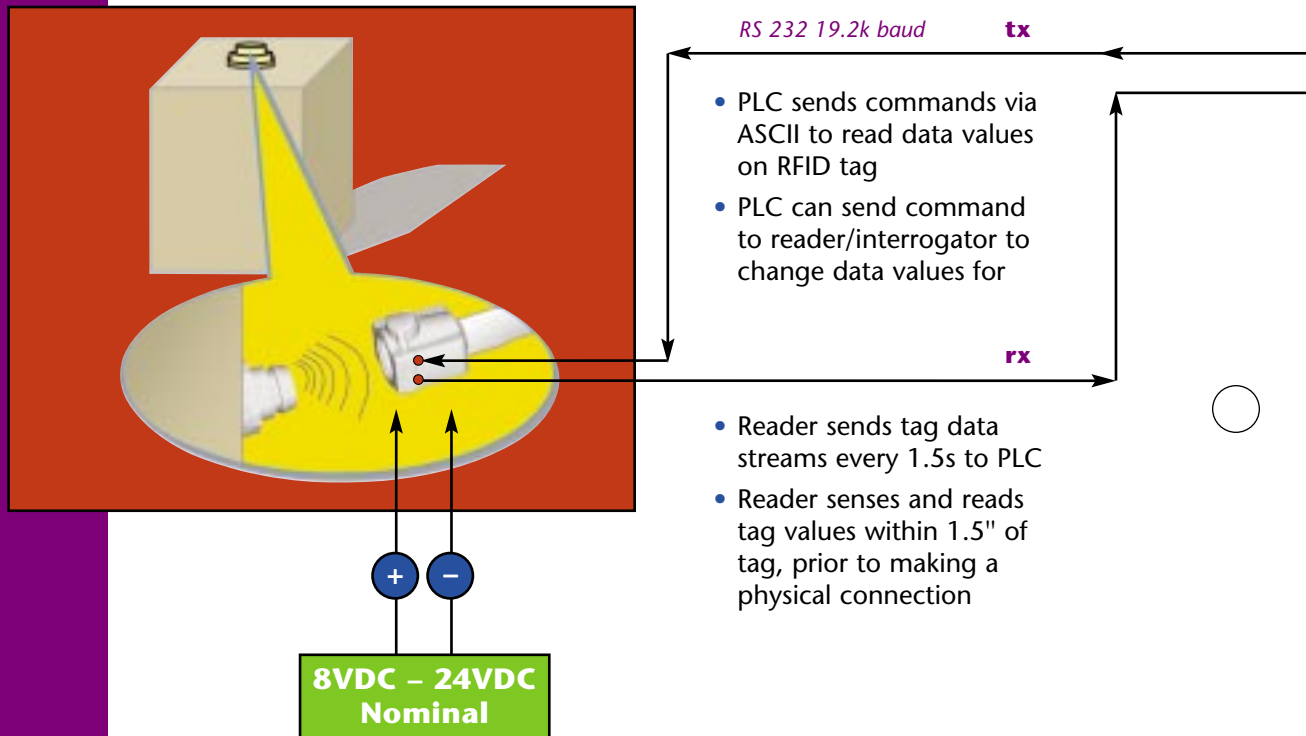 RS 232 19.2k baud tx
• PLC sends commands via
ASCII to read data values
on RFID tag
• PLC can send command
to reader/interrogator to
change data values for
rx
• Reader sends tag data
streams every 1.5s to PLC
• Reader senses and reads
tag values within 1.5" of
tag, prior to making a
physical connection
+ −
8VDC – 24VDC
Nominal